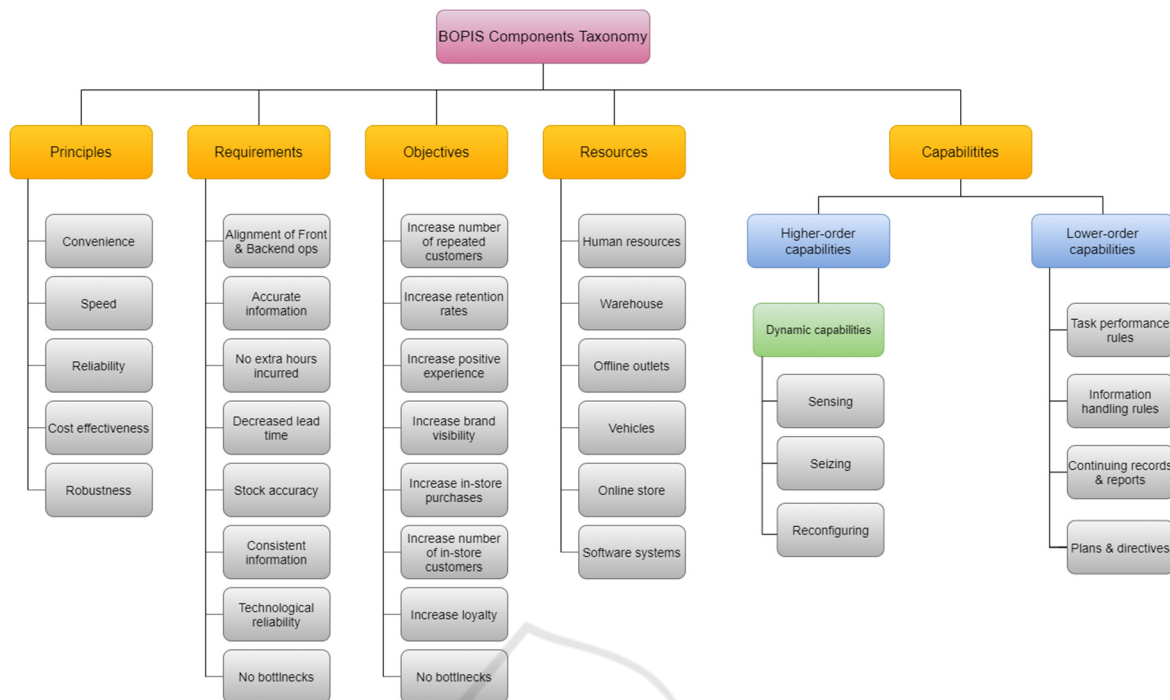 BOPIS Components Taxonomy
Principles
Requirements
Objectives
Resources
Capabilitites
Convenience
Speed
Reliability
Cost effectiveness
Robustness
Alignment of Front
& Backend ops
Accurate
information
No extra hours
incurred
Decreased lead
time
Stock accuracy
Consistent
information
Technological
reliability
No bottlnecks
Increase number
of repeated
customers
Increase retention
rates
Increase positive
experience
Increase brand
visibility
Increase in-store
purchases
Increase number
of in-store
customers
Increase loyalty
No bottlnecks
Human resources
Warehouse
Offline outlets
Vehicles
Online store
Software systems
Higher-order
capabilities
Dynamic capabilities
Sensing
Seizing
Reconfiguring
Lower-order
capabilities
Task performance
rules
Information
handling rules
Continuing records
& reports
Plans & directives